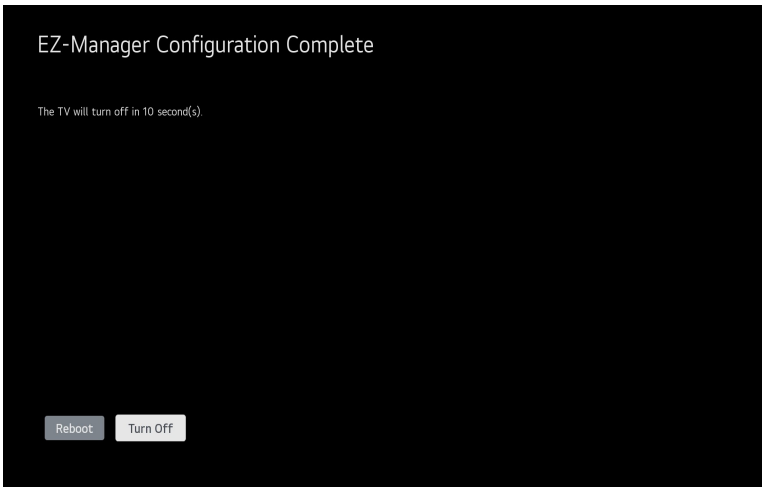 EZ-Manager Configuration Complete
The TV will turn off in 10 second(s).
Reboot
Turn Off